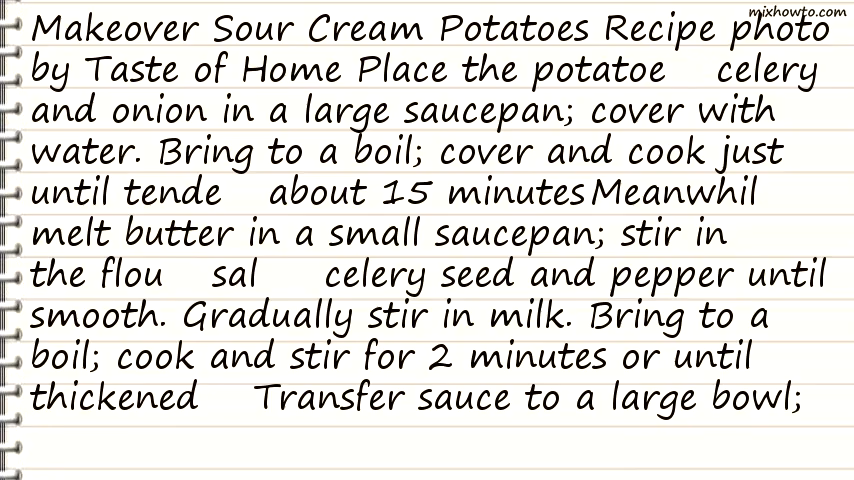 mixhowto.com
Makeover Sour Cream Potatoes Recipe photo
by Taste of Home Place the potatoe celery
and onion in a large saucepan; cover with
water. Bring to a boil; cover and cook just
until tende about 15 minutesMeanwhil
melt butter in a small saucepan; stir in
the flou sal celery seed and pepper until
smooth. Gradually stir in milk. Bring to a
boil; cook and stir for 2 minutes or until
thickened Transfer sauce to a large bowl;